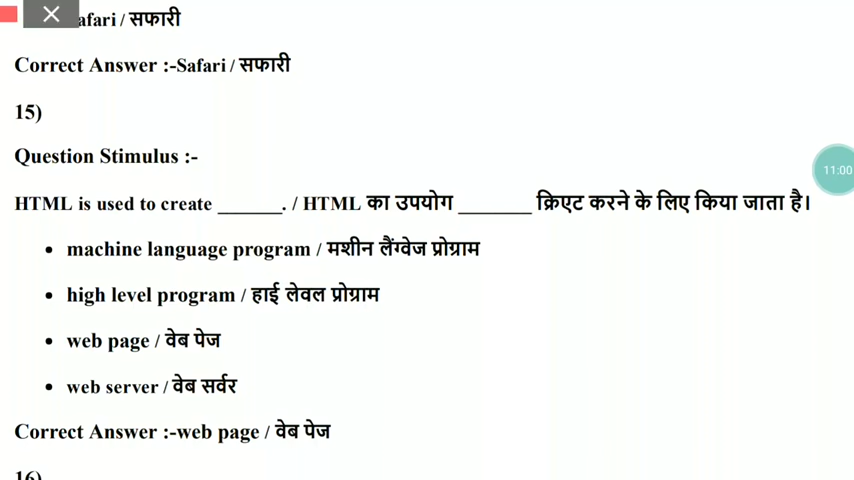 afari / सफारी
Correct Answer :-Safari / सफारी
15)
Question Stimulus :-
11:00
HTML is used to create _______. / HTML का उपयोग ________ क्रिएट करने के लिए किया जाता है।
• machine language program / मशीन लैंग्वेज प्रोग्राम
• high level program / हाई लेवल प्रोग्राम
• web page / वेब पेज
• web server / वेब सर्वर
Correct Answer :-web page / वेब पेज
16)